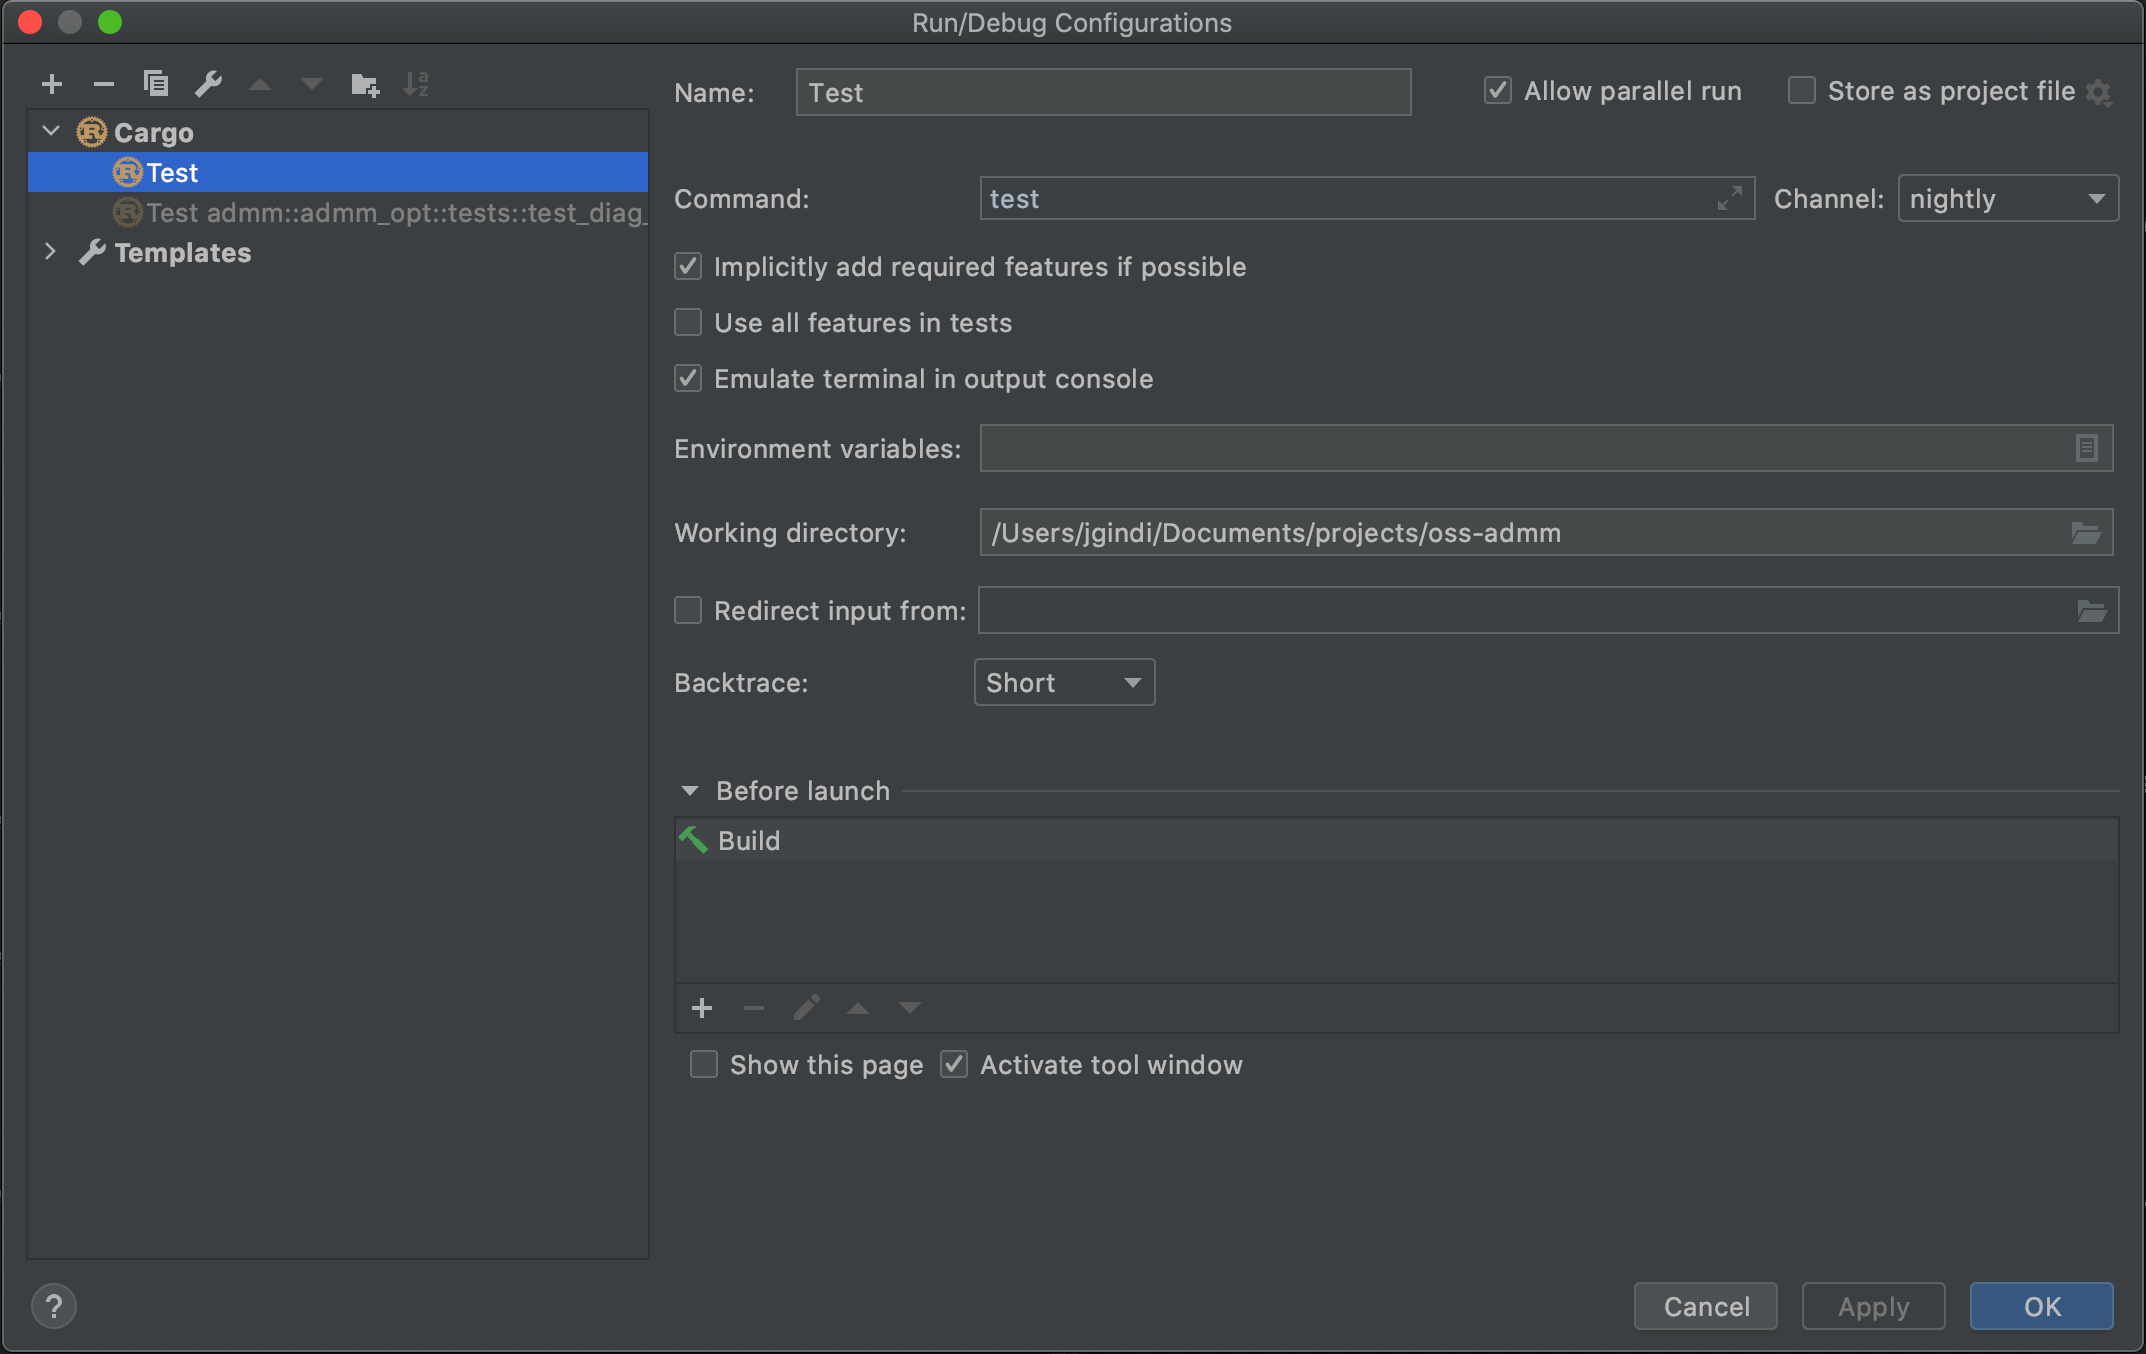 Run/Debug Configurations
Cargo
Test
Test admm::admm_opt::tests::test_diag_
Templates
Name: Test
Allow parallel run
Store as project file
Command: test
Channel: nightly
Implicitly add required features if possible
Use all features in tests
Emulate terminal in output console
Environment variables:
Working directory: /Users/jgindi/Documents/projects/oss-admm
Redirect input from:
Backtrace: Short
Before launch
Build
Show this page
Activate tool window
?
Cancel
Apply
OK